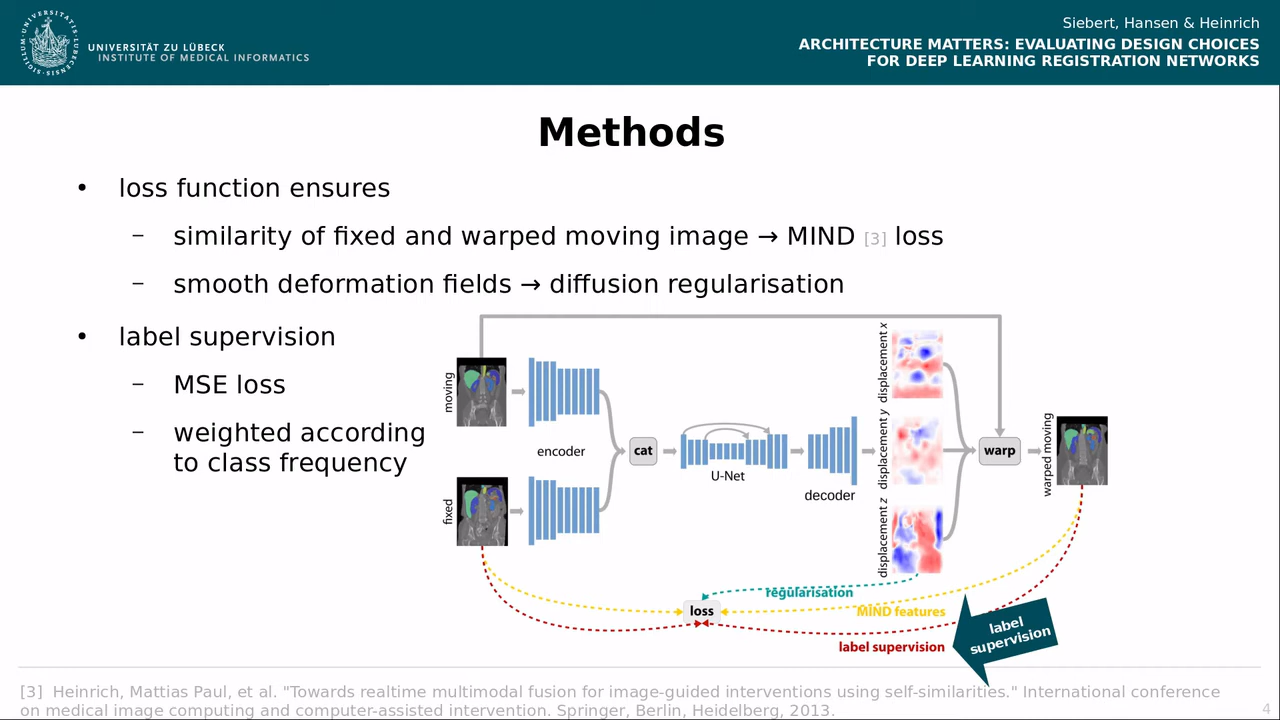 SIGILLUM UNIVERSITATIS LUBECENSIS
UNIVERSITÄT ZU LÜBECK
INSTITUTE OF MEDICAL INFORMATICS
Siebert, Hansen & Heinrich
ARCHITECTURE MATTERS: EVALUATING DESIGN CHOICES
FOR DEEP LEARNING REGISTRATION NETWORKS
Methods
• loss function ensures
– similarity of fixed and warped moving image → MIND [3] loss
– smooth deformation fields → diffusion regularisation
• label supervision
– MSE loss
– weighted according
to class frequency
moving
fixed
encoder
cat
U-Net
decoder
displacement x
displacement y
displacement z
warp
warped moving
loss
regularisation
MIND features
label supervision
label
supervision
[3] Heinrich, Mattias Paul, et al. "Towards realtime multimodal fusion for image-guided interventions using self-similarities." International conference
on medical image computing and computer-assisted intervention. Springer, Berlin, Heidelberg, 2013.
4